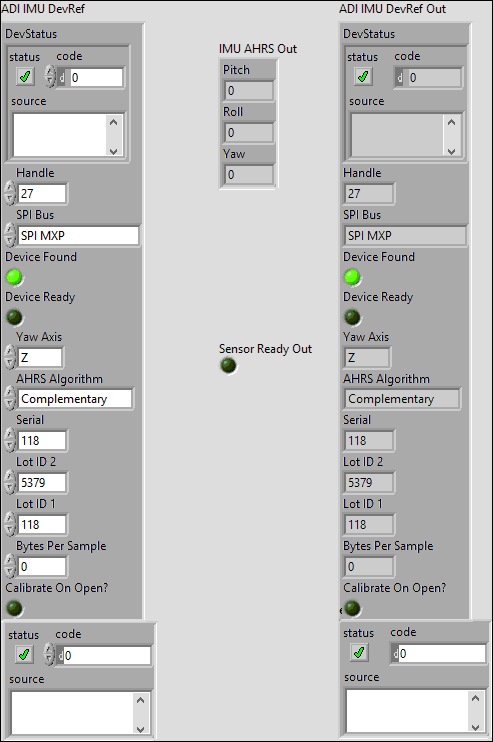 ADI IMU DevRef
DevStatus
status code
d 0
source
Handle
27
SPI Bus
SPI MXP
Device Found
Device Ready
Yaw Axis
Z
AHRS Algorithm
Complementary
Serial
118
Lot ID 2
5379
Lot ID 1
118
Bytes Per Sample
0
Calibrate On Open?
status code
d 0
source
IMU AHRS Out
Pitch
0
Roll
0
Yaw
0
Sensor Ready Out
ADI IMU DevRef Out
DevStatus
status code
d 0
source
Handle
27
SPI Bus
SPI MXP
Device Found
Device Ready
Yaw Axis
Z
AHRS Algorithm
Complementary
Serial
118
Lot ID 2
5379
Lot ID 1
118
Bytes Per Sample
0
Calibrate On Open?
status code
d 0
source